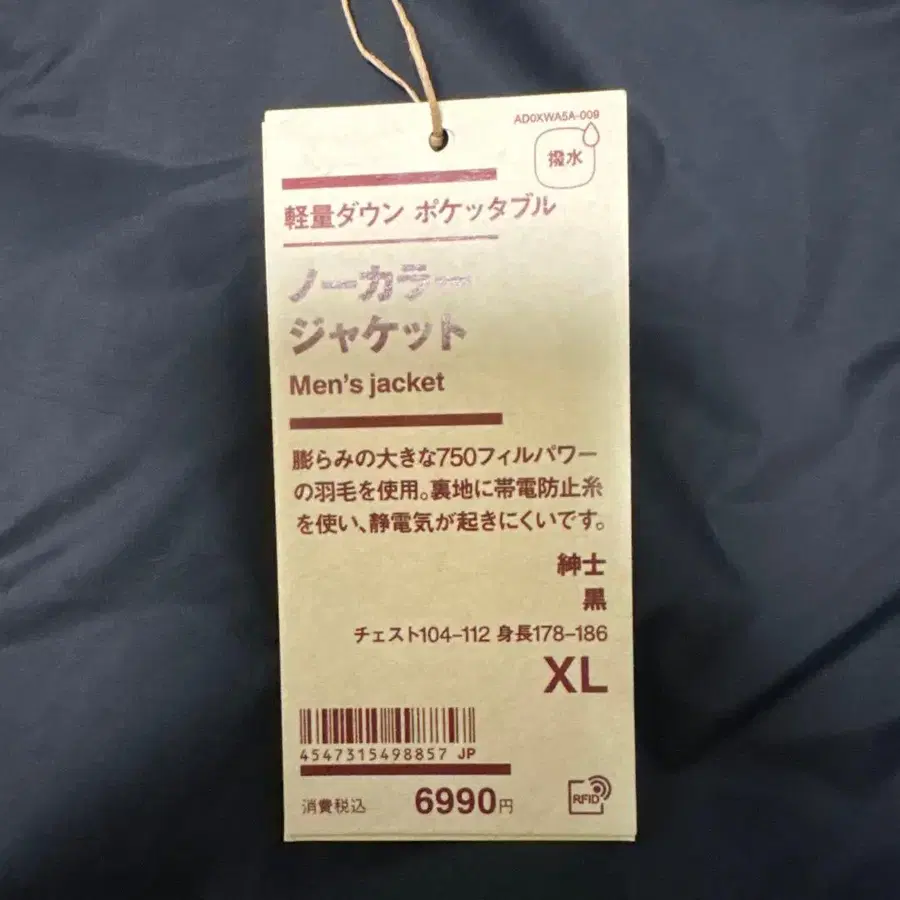 AD0XWA5A-009
撥水
軽量ダウン ポケッタブル
ノーカラー
ジャケット
Men's jacket
膨らみの大きな750フィルパワー
の羽毛を使用。裏地に帯電防止糸
を使い、静電気が起きにくいです。
紳士
黒
チェスト104-112 身長178-186
XL
4547315498857 JP
消費税込 6990円
RFID